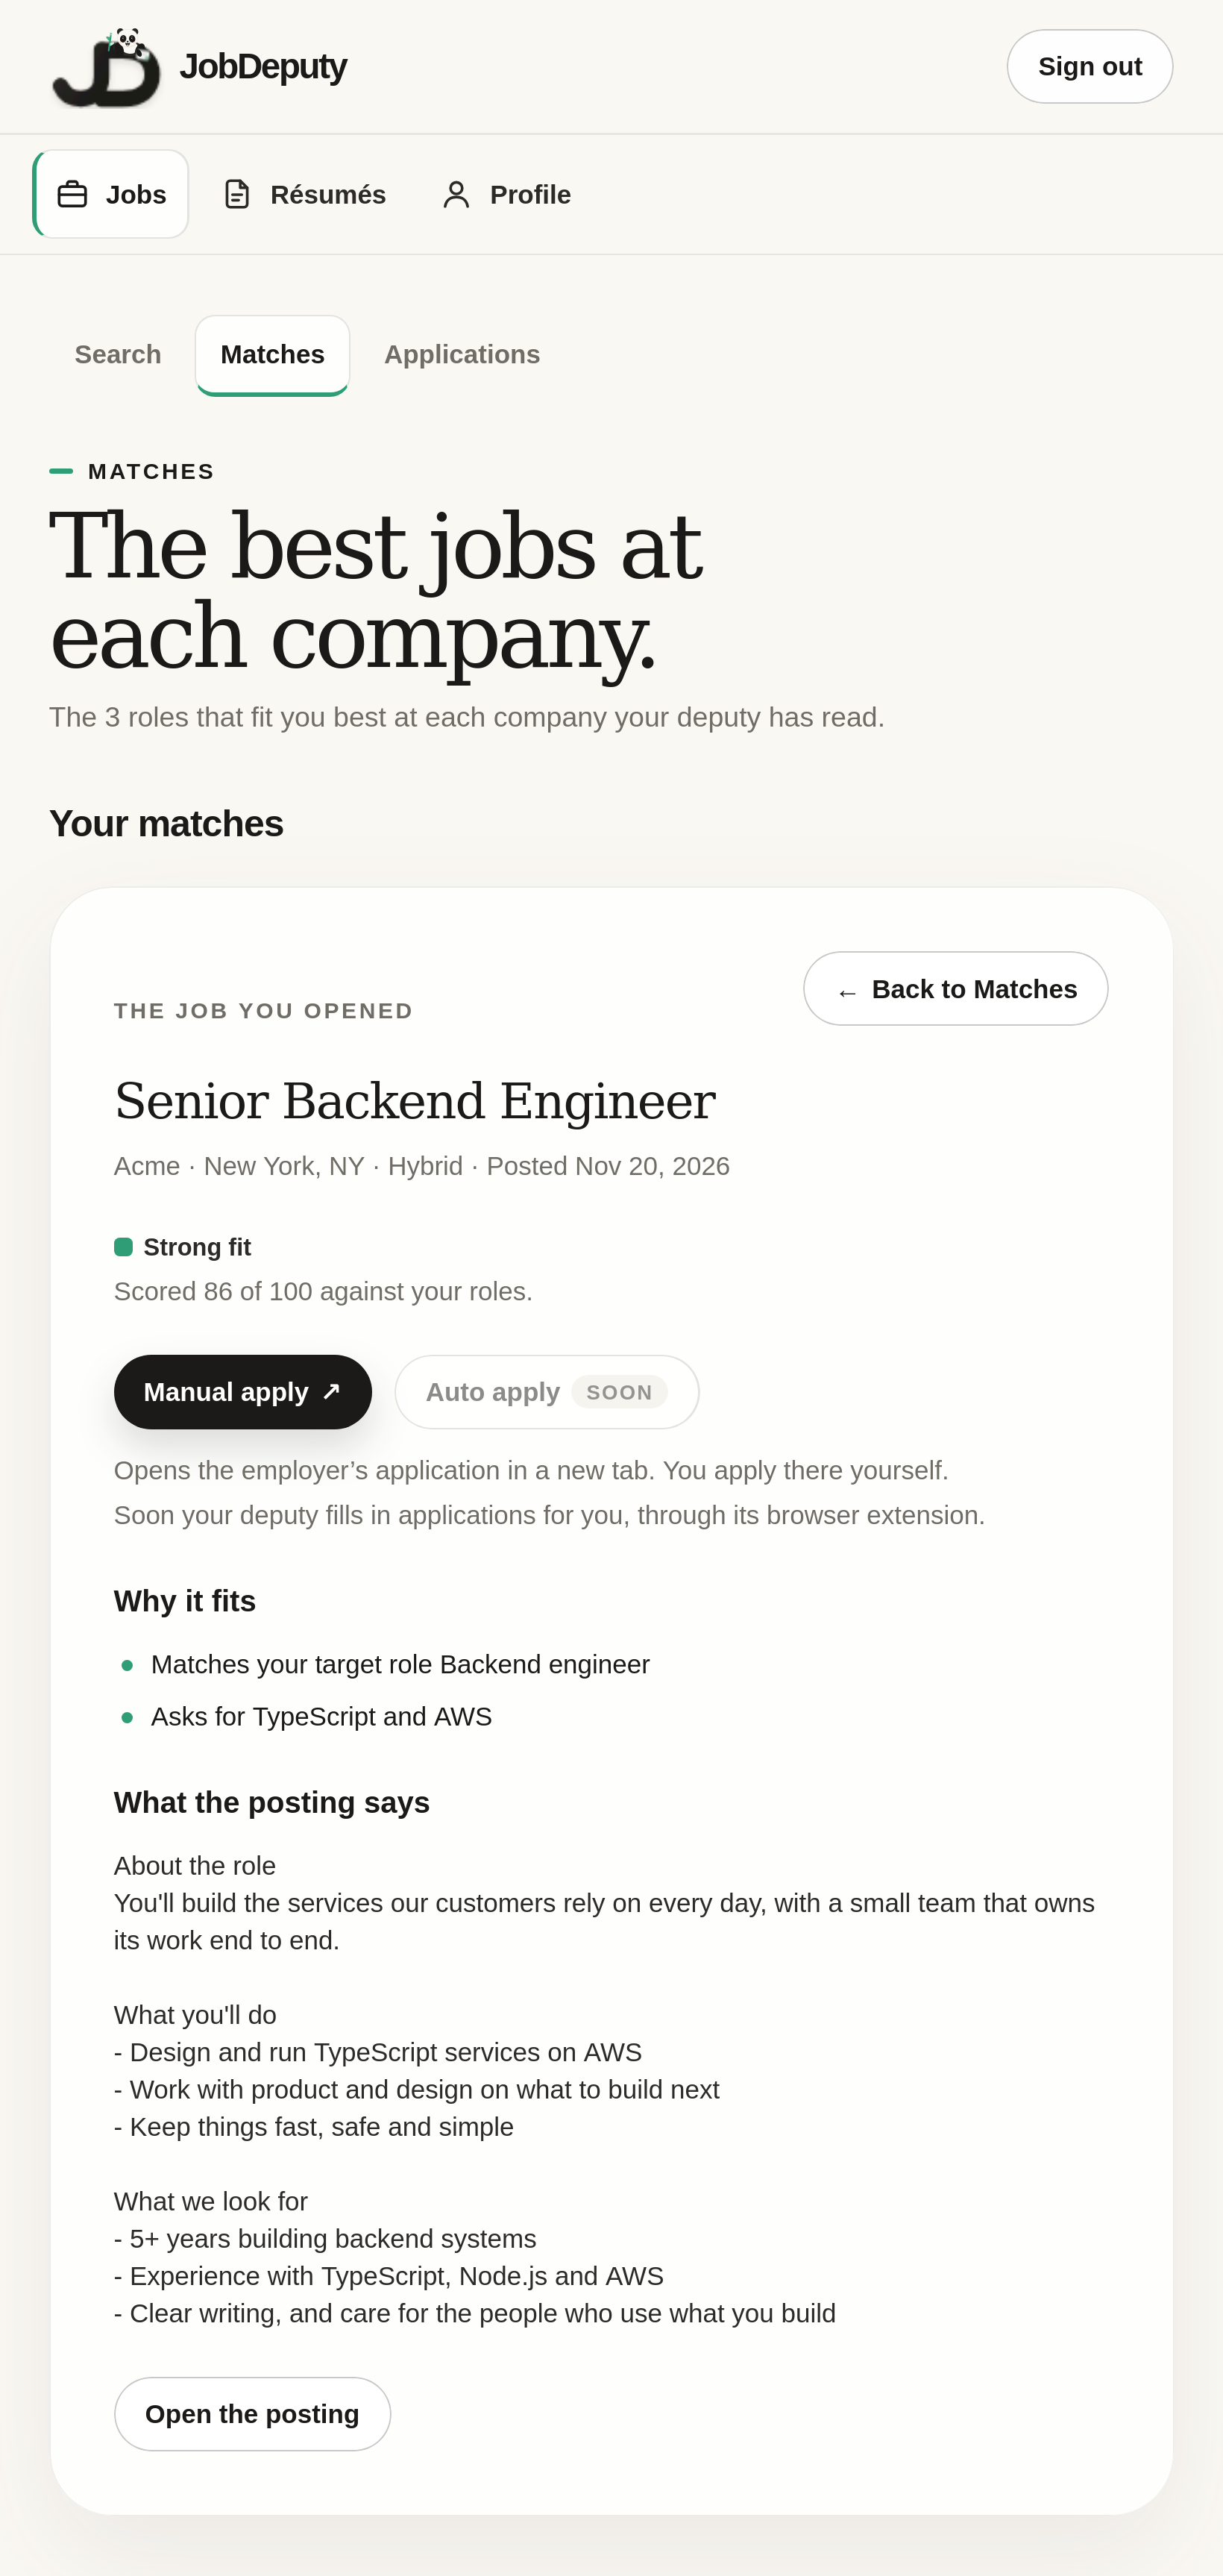 JD JobDeputy
Sign out
Jobs
Résumés
Profile
Search
Matches
Applications
MATCHES
The best jobs at
each company.
The 3 roles that fit you best at each company your deputy has read.
Your matches
THE JOB YOU OPENED
← Back to Matches
Senior Backend Engineer
Acme · New York, NY · Hybrid · Posted Nov 20, 2026
Strong fit
Scored 86 of 100 against your roles.
Manual apply ↗
Auto apply SOON
Opens the employer’s application in a new tab. You apply there yourself.
Soon your deputy fills in applications for you, through its browser extension.
Why it fits
Matches your target role Backend engineer
Asks for TypeScript and AWS
What the posting says
About the role
You'll build the services our customers rely on every day, with a small team that owns
its work end to end.
What you'll do
- Design and run TypeScript services on AWS
- Work with product and design on what to build next
- Keep things fast, safe and simple
What we look for
- 5+ years building backend systems
- Experience with TypeScript, Node.js and AWS
- Clear writing, and care for the people who use what you build
Open the posting